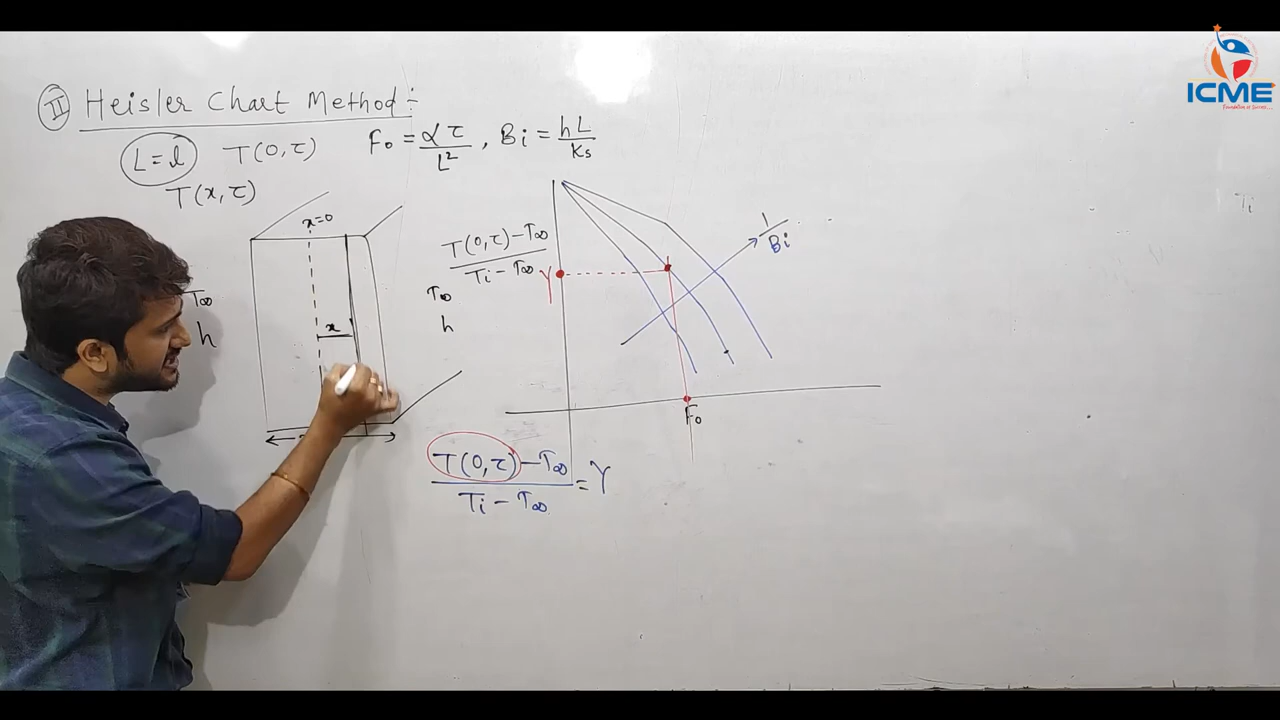 II Heisler Chart Method :-
L = l T(0,τ) Fo = ατ/L² , Bi = hL/Ks
T(x,τ)
x=0
T(0,τ)-T∞/Ti-T∞
Y
1/Bi
T∞
h
x
T∞
h
Fo
T(0,τ)-T∞/Ti-T∞ = Y
Ti
ICME